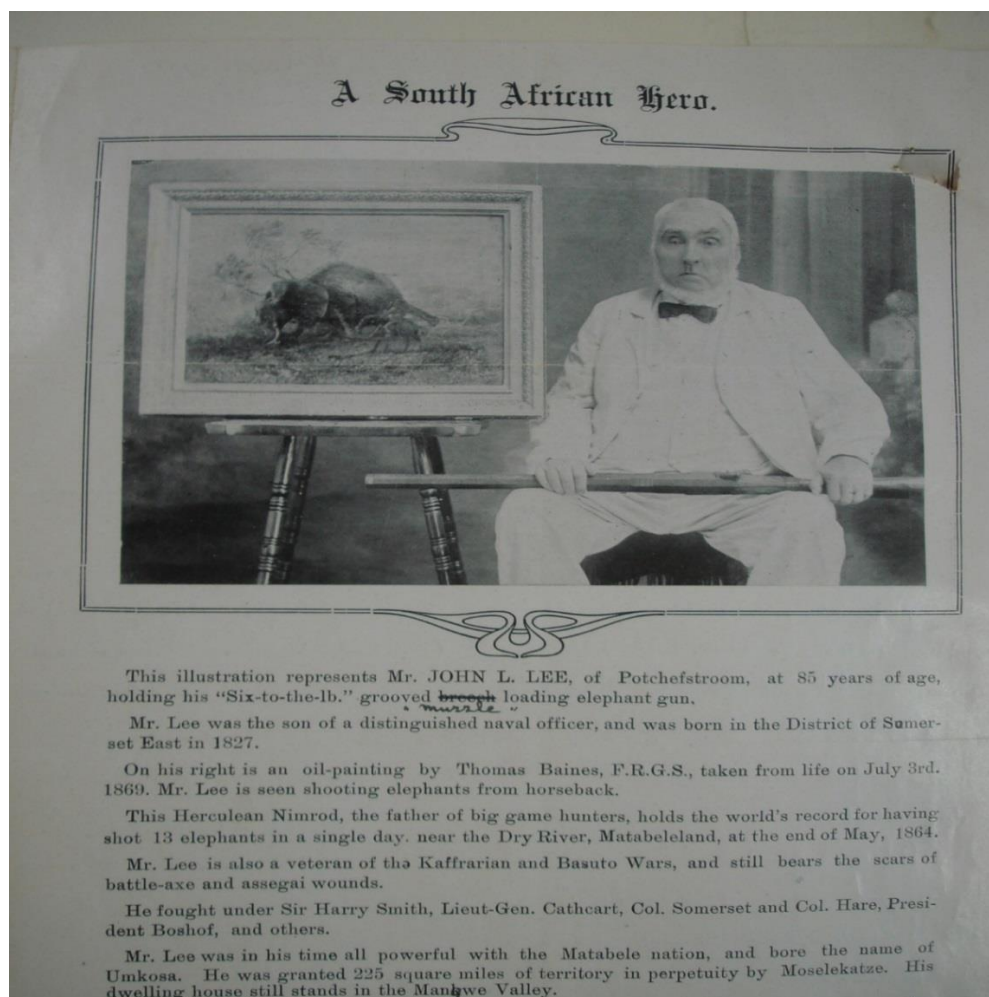 A South African Hero.
This illustration represents Mr. JOHN L. LEE, of Potchefstroom, at 85 years of age,
holding his "Six-to-the-lb." grooved breech loading elephant gun.
"muzzle"
Mr. Lee was the son of a distinguished naval officer, and was born in the District of Somer-
set East in 1827.
On his right is an oil-painting by Thomas Baines, F.R.G.S., taken from life on July 3rd.
1869. Mr. Lee is seen shooting elephants from horseback.
This Herculean Nimrod, the father of big game hunters, holds the world's record for having
shot 13 elephants in a single day. near the Dry River, Matabeleland, at the end of May, 1864.
Mr. Lee is also a veteran of the Kaffrarian and Basuto Wars, and still bears the scars of
battle-axe and assegai wounds.
He fought under Sir Harry Smith, Lieut-Gen. Cathcart, Col. Somerset and Col. Hare, Presi-
dent Boshof, and others.
Mr. Lee was in his time all powerful with the Matabele nation, and bore the name of
Umkosa. He was granted 225 square miles of territory in perpetuity by Moselekatze. His
dwelling house still stands in the Mangwe Valley.